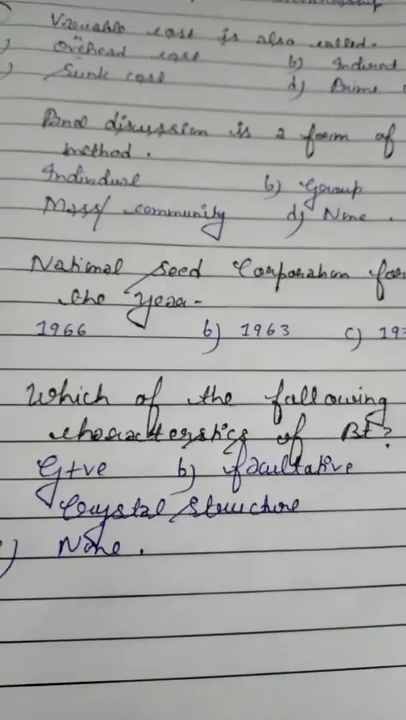 Variable cost is also called.
a) Overhead cost b) Indirect
c) Sunk cost d) Prime
Panel discussion is a form of
method.
Individual b) Group
Mass/ community d) None.
National Seed Corporation for
the year-
1966 b) 1963 c) 19
Which of the following
characterstics of Bt?
G+ve b) facultative
Crystal Structure
) None.